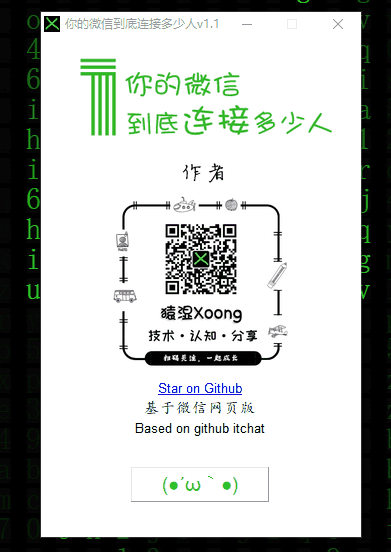 你的微信到底连接多少人v1.1
你的微信
到底连接多少人
作者
猿湿Xoong
技术·认知·分享
扫码关注，一起成长
Star on Github
基于微信网页版
Based on github itchat
(●´ω｀●)